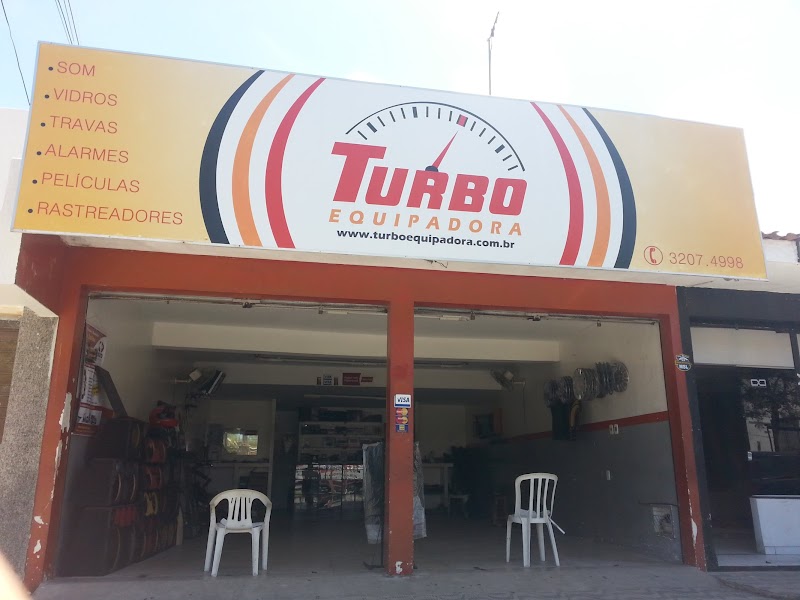 •SOM
•VIDROS
•TRAVAS
•ALARMES
•PELÍCULAS
•RASTREADORES
TURBO
EQUIPADORA
www.turboequipadora.com.br
3207.4998
VISA